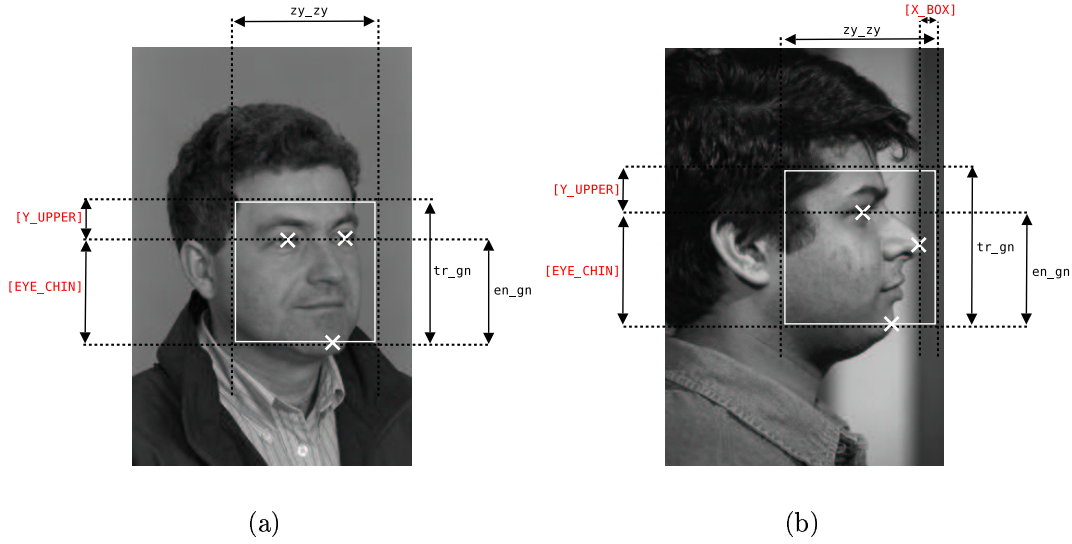 zy_zy
[Y_UPPER]
[EYE_CHIN]
tr_gn
en_gn
(a)
[X_BOX]
zy_zy
[Y_UPPER]
[EYE_CHIN]
tr_gn
en_gn
(b)